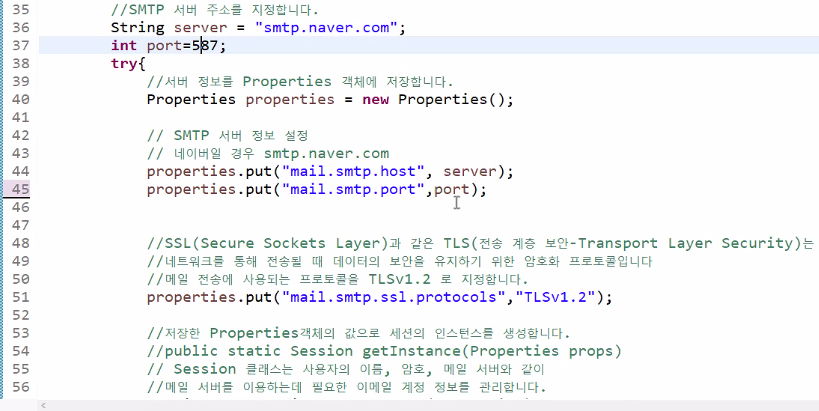 35 //SMTP 서버 주소를 지정합니다.
36 String server = "smtp.naver.com";
37 int port=587;
38 try{
39 //서버 정보를 Properties 객체에 저장합니다.
40 Properties properties = new Properties();
41
42 // SMTP 서버 정보 설정
43 // 네이버일 경우 smtp.naver.com
44 properties.put("mail.smtp.host", server);
45 properties.put("mail.smtp.port",port);
46
47
48 //SSL(Secure Sockets Layer)과 같은 TLS(전송 계층 보안-Transport Layer Security)는
49 //네트워크를 통해 전송될 때 데이터의 보안을 유지하기 위한 암호화 프로토콜입니다
50 //메일 전송에 사용되는 프로토콜을 TLSv1.2 로 지정합니다.
51 properties.put("mail.smtp.ssl.protocols","TLSv1.2");
52
53 //저장한 Properties객체의 값으로 세션의 인스턴스를 생성합니다.
54 //public static Session getInstance(Properties props)
55 // Session 클래스는 사용자의 이름, 암호, 메일 서버와 같이
56 //메일 서버를 이용하는데 필요한 이메일 계정 정보를 관리합니다.